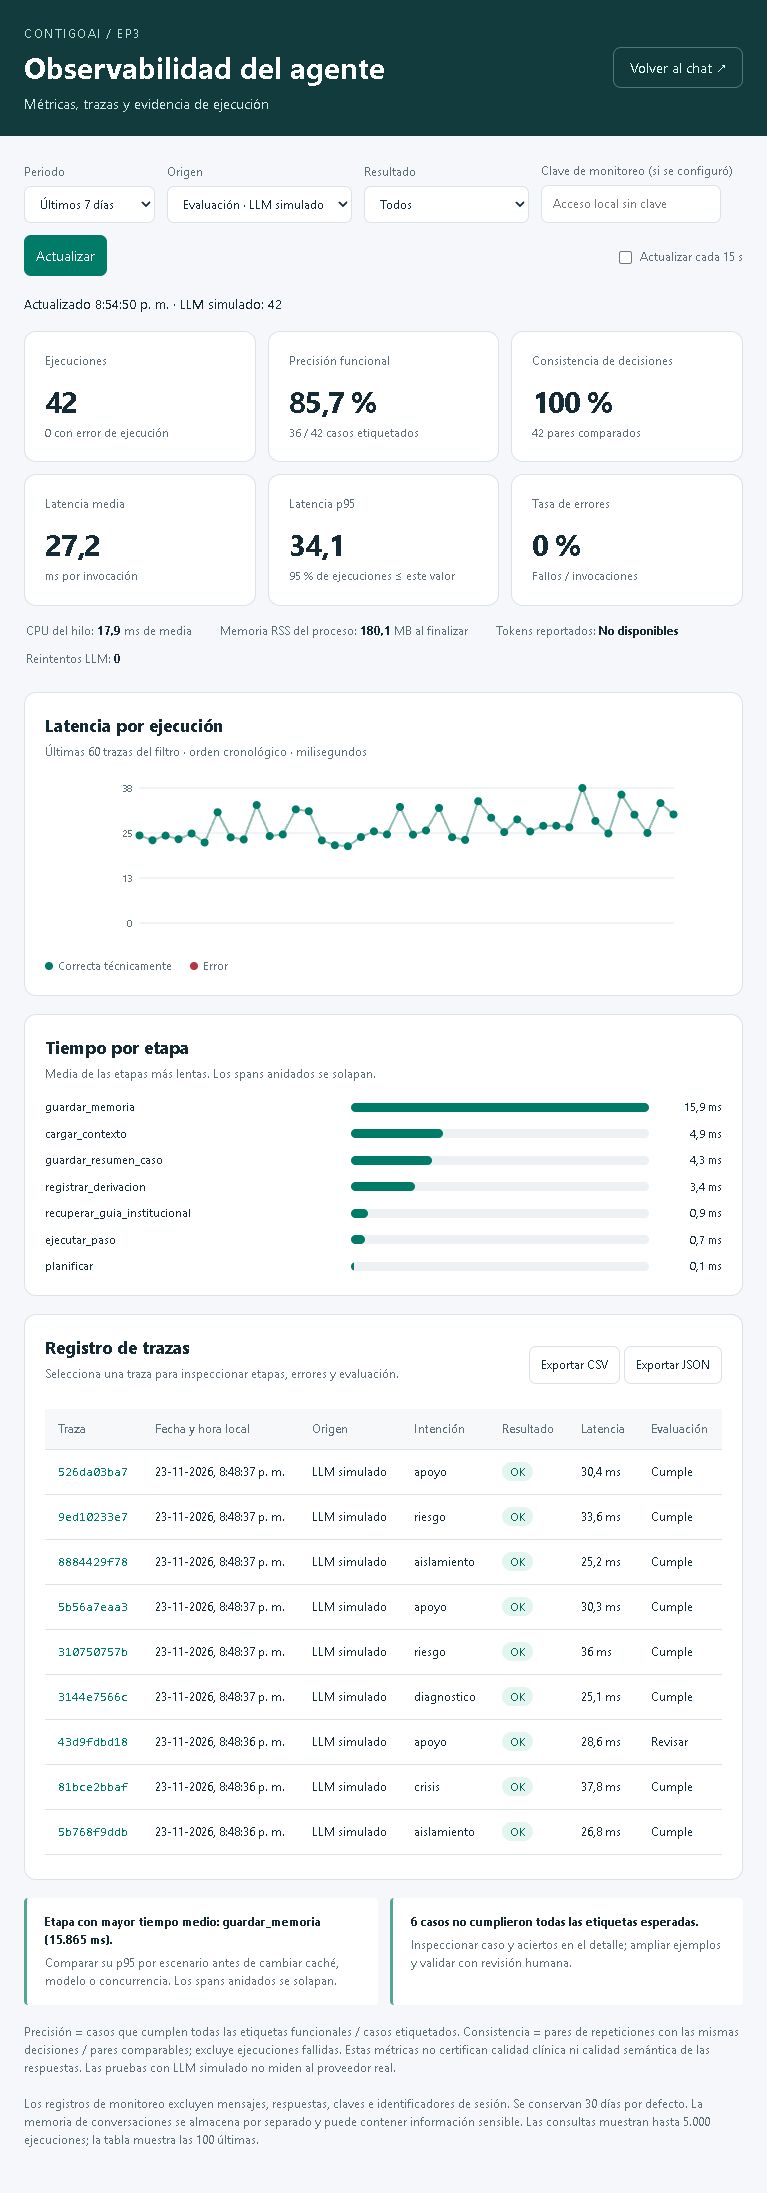 CONTIGOAI / EP3
Observabilidad del agente
Métricas, trazas y evidencia de ejecución
Volver al chat ↗
Periodo
Origen
Resultado
Clave de monitoreo (si se configuró)
Últimos 7 días
Evaluación · LLM simulado
Todos
Acceso local sin clave
Actualizar
Actualizar cada 15 s
Actualizado 8:54:50 p. m. · LLM simulado: 42
Ejecuciones
42
0 con error de ejecución
Precisión funcional
85,7 %
36 / 42 casos etiquetados
Consistencia de decisiones
100 %
42 pares comparados
Latencia media
27,2
ms por invocación
Latencia p95
34,1
95 % de ejecuciones ≤ este valor
Tasa de errores
0 %
Fallos / invocaciones
CPU del hilo: 17,9 ms de media
Memoria RSS del proceso: 180,1 MB al finalizar
Tokens reportados: No disponibles
Reintentos LLM: 0
Latencia por ejecución
Últimas 60 trazas del filtro · orden cronológico · milisegundos
38
25
13
0
Correcta técnicamente
Error
Tiempo por etapa
Media de las etapas más lentas. Los spans anidados se solapan.
guardar_memoria 15,9 ms
cargar_contexto 4,9 ms
guardar_resumen_caso 4,3 ms
registrar_derivacion 3,4 ms
recuperar_guia_institucional 0,9 ms
ejecutar_paso 0,7 ms
planificar 0,1 ms
Registro de trazas
Selecciona una traza para inspeccionar etapas, errores y evaluación.
Exportar CSV
Exportar JSON
Traza Fecha y hora local Origen Intención Resultado Latencia Evaluación
526da03ba7 23-11-2026, 8:48:37 p. m. LLM simulado apoyo OK 30,4 ms Cumple
9ed10233e7 23-11-2026, 8:48:37 p. m. LLM simulado riesgo OK 33,6 ms Cumple
8884429f78 23-11-2026, 8:48:37 p. m. LLM simulado aislamiento OK 25,2 ms Cumple
5b56a7eaa3 23-11-2026, 8:48:37 p. m. LLM simulado apoyo OK 30,3 ms Cumple
310750757b 23-11-2026, 8:48:37 p. m. LLM simulado riesgo OK 36 ms Cumple
3144e7566c 23-11-2026, 8:48:37 p. m. LLM simulado diagnostico OK 25,1 ms Cumple
43d9fdbd18 23-11-2026, 8:48:36 p. m. LLM simulado apoyo OK 28,6 ms Revisar
81bce2bbaf 23-11-2026, 8:48:36 p. m. LLM simulado crisis OK 37,8 ms Cumple
5b768f9ddb 23-11-2026, 8:48:36 p. m. LLM simulado aislamiento OK 26,8 ms Cumple
Etapa con mayor tiempo medio: guardar_memoria
(15.865 ms).
Comparar su p95 por escenario antes de cambiar caché,
modelo o concurrencia. Los spans anidados se solapan.
6 casos no cumplieron todas las etiquetas esperadas.
Inspeccionar caso y aciertos en el detalle; ampliar ejemplos
y validar con revisión humana.
Precisión = casos que cumplen todas las etiquetas funcionales / casos etiquetados. Consistencia = pares de repeticiones con las mismas
decisiones / pares comparables; excluye ejecuciones fallidas. Estas métricas no certifican calidad clínica ni calidad semántica de las
respuestas. Las pruebas con LLM simulado no miden al proveedor real.
Los registros de monitoreo excluyen mensajes, respuestas, claves e identificadores de sesión. Se conservan 30 días por defecto. La
memoria de conversaciones se almacena por separado y puede contener información sensible. Las consultas muestran hasta 5.000
ejecuciones; la tabla muestra las 100 últimas.